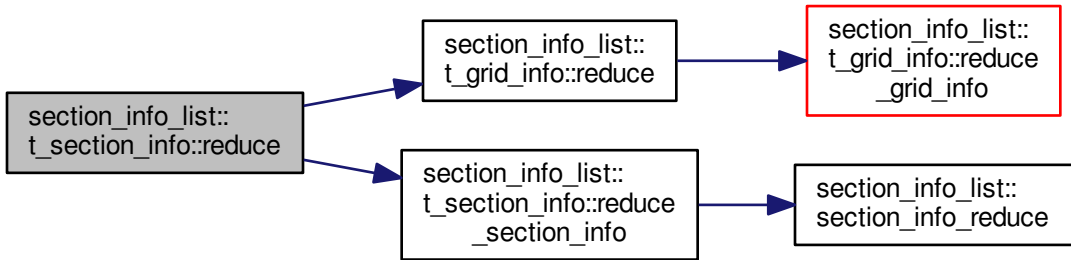 section_info_list::
t_section_info::reduce
section_info_list::
t_grid_info::reduce
section_info_list::
t_grid_info::reduce
_grid_info
section_info_list::
t_section_info::reduce
_section_info
section_info_list::
section_info_reduce